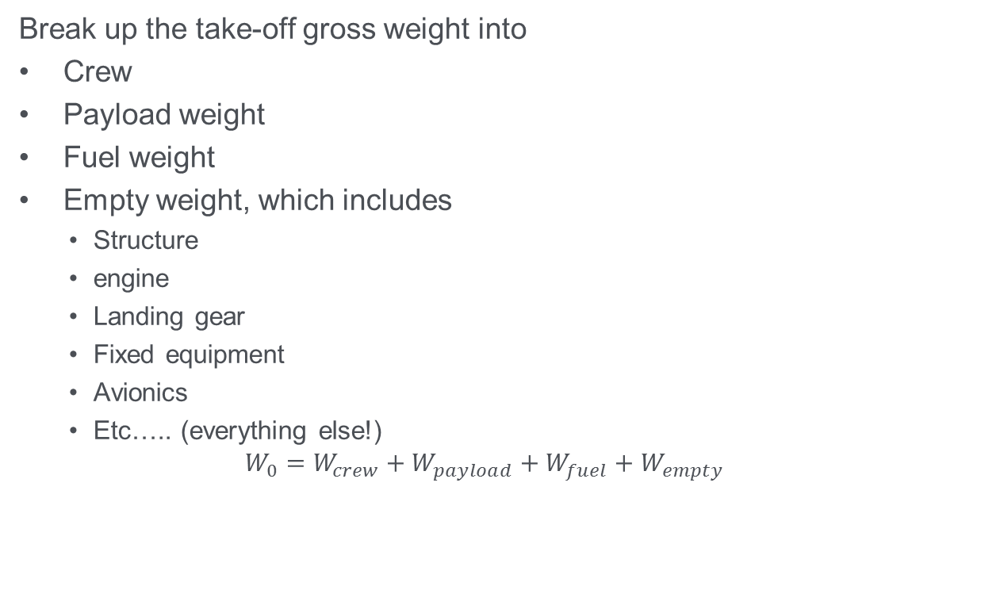 Break up the take-off gross weight into
• Crew
• Payload weight
• Fuel weight
• Empty weight, which includes
• Structure
• engine
• Landing gear
• Fixed equipment
• Avionics
• Etc….. (everything else!)
𝑊₀ = 𝑊_{crew} + 𝑊_{payload} + 𝑊_{fuel} + 𝑊_{empty}